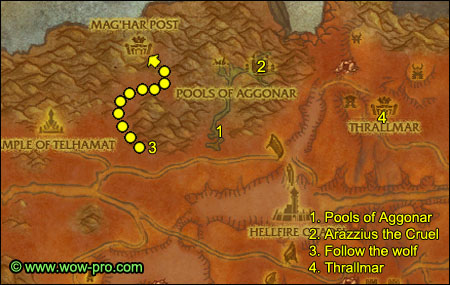 MAG'HAR POST
2
POOLS OF AGGONAR
1
4
THRALLMAR
MPLE OF TELHAMAT
3
1. Pools of Aggonar
2. Arazzius the Cruel
HELLFIRE C
3. Follow the wolf
4. Thrallmar
© www.wow-pro.com